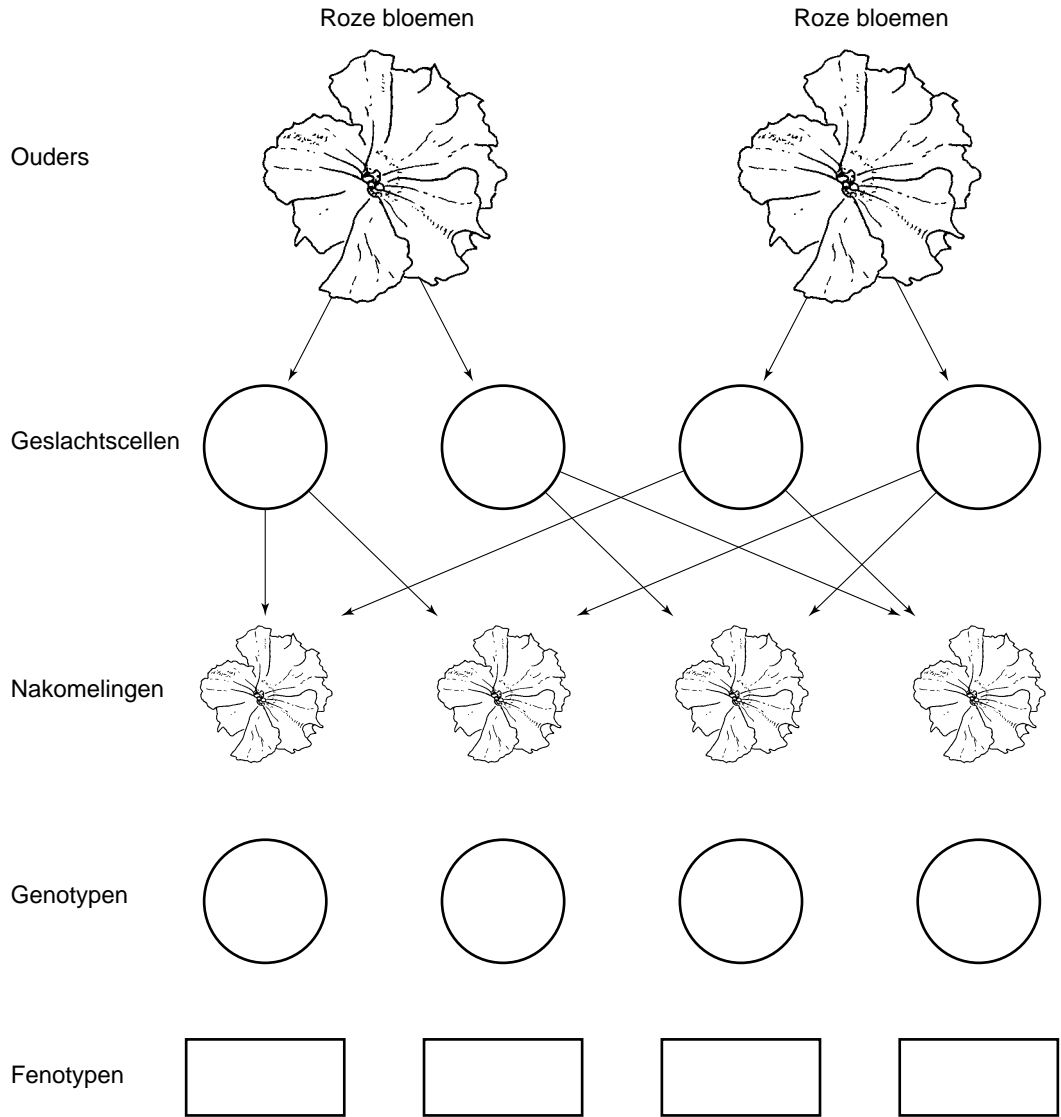 Roze bloemen Roze bloemen
Ouders
Geslachtscellen
Nakomelingen
Genotypen
Fenotypen